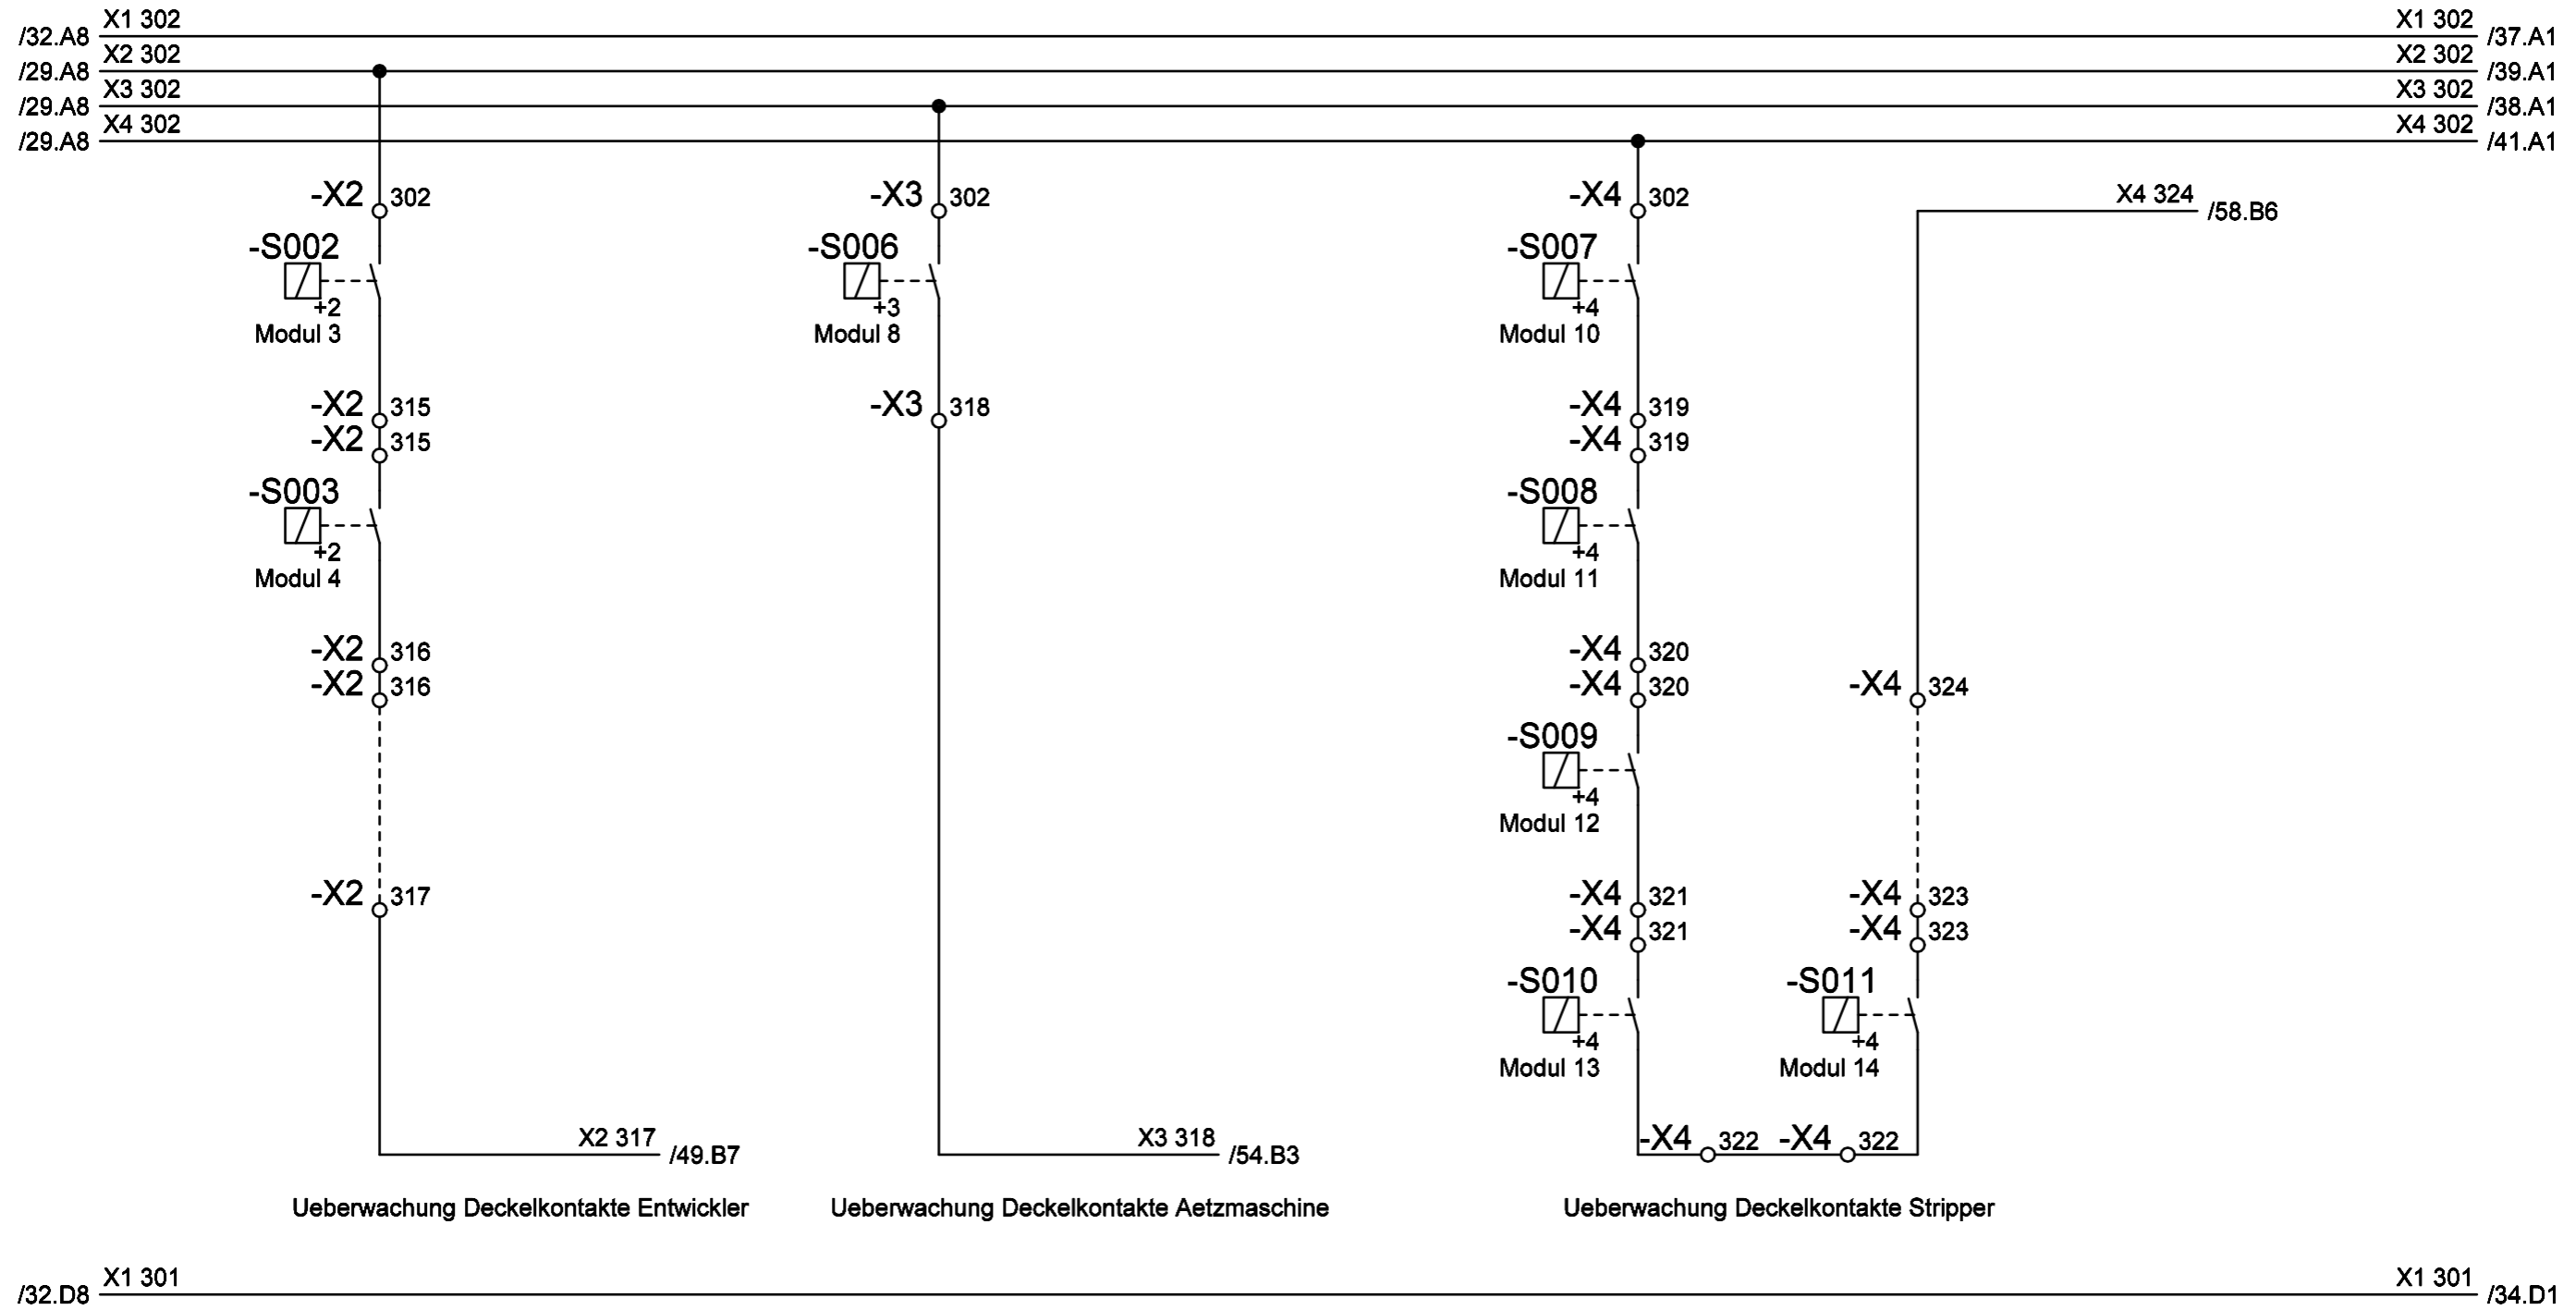 X1 302 X1 302
/32.A8 /37.A1
X2 302 X2 302
/29.A8 /39.A1
X3 302 X3 302
/29.A8 /38.A1
X4 302 X4 302
/29.A8 /41.A1
-X2 302
-S002
+2
Modul 3
-X2 315
-X2 315
-S003
+2
Modul 4
-X2 316
-X2 316
-X2 317
X2 317
/49.B7
Ueberwachung Deckelkontakte Entwickler
-X3 302
-S006
+3
Modul 8
-X3 318
X3 318
/54.B3
Ueberwachung Deckelkontakte Aetzmaschine
-X4 302
-S007
+4
Modul 10
-X4 319
-X4 319
-S008
+4
Modul 11
-X4 320
-X4 320
-S009
+4
Modul 12
-X4 321
-X4 321
-S010
+4
Modul 13
-X4 322 -X4 322
X4 324
/58.B6
-X4 324
-X4 323
-X4 323
-S011
+4
Modul 14
Ueberwachung Deckelkontakte Stripper
X1 301 X1 301
/32.D8 /34.D1